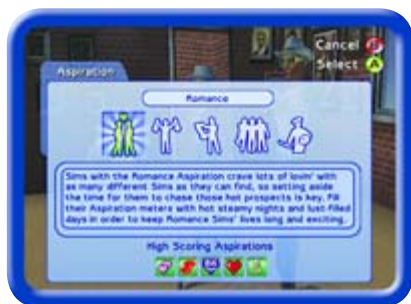 Cancel B
Select A
Aspiration
Romance
Sims with the Romance Aspiration crave lots of lovin' with
as many different Sims as they can find, so setting aside
the time for them to chase those hot prospects is key. Fill
their Aspiration meters with hot steamy nights and lust-filled
days in order to keep Romance Sims' lives long and exciting.
High Scoring Aspirations